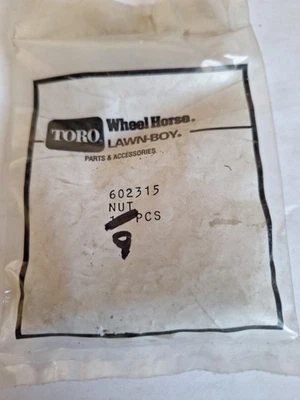 TORO. Wheel Horse.
LAWN-BOY.
PARTS & ACCESSORIES
602315
NUT
PCS
9